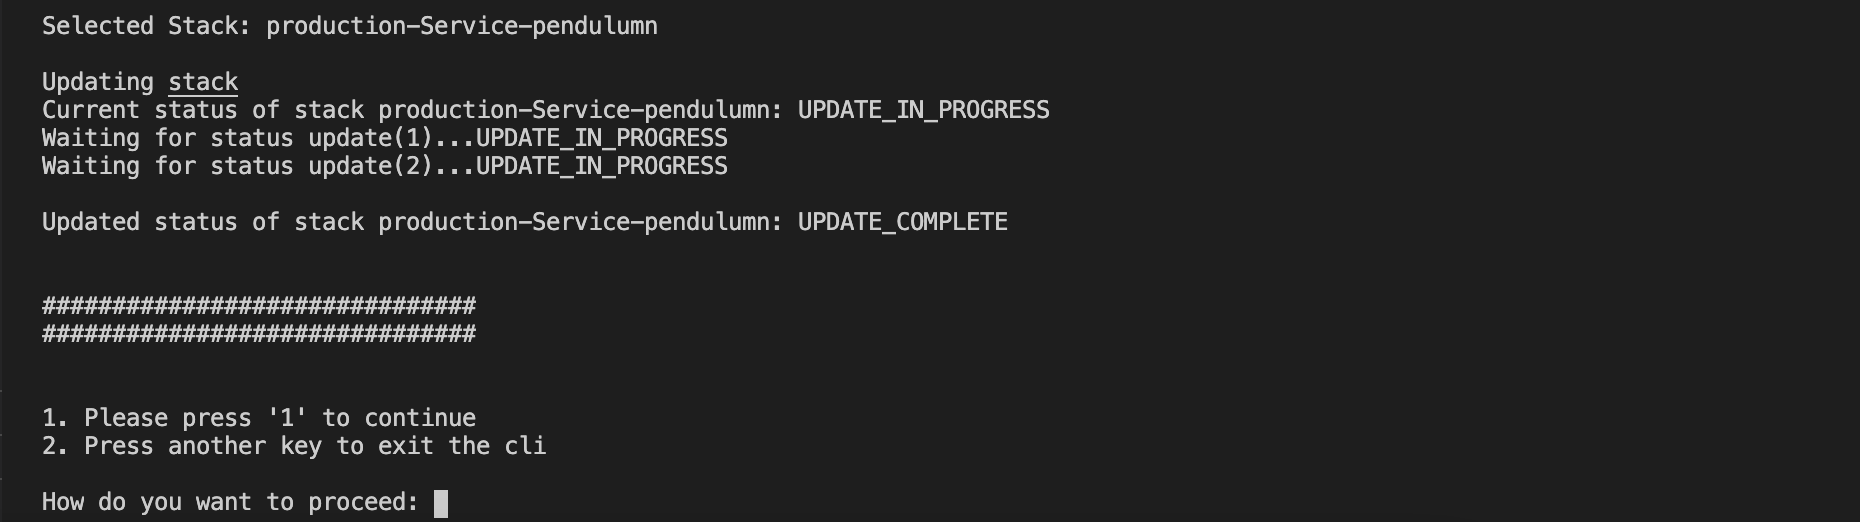 Selected Stack: production-Service-pendulumn
Updating stack
Current status of stack production-Service-pendulumn: UPDATE_IN_PROGRESS
Waiting for status update(1)...UPDATE_IN_PROGRESS
Waiting for status update(2)...UPDATE_IN_PROGRESS
Updated status of stack production-Service-pendulumn: UPDATE_COMPLETE
###############################
###############################
1. Please press '1' to continue
2. Press another key to exit the cli
How do you want to proceed: